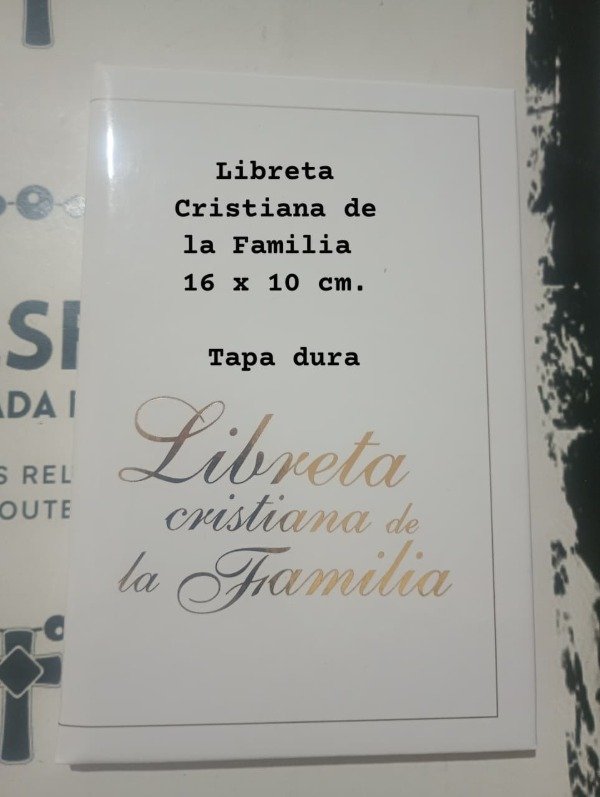 Libreta
Cristiana de
la Familia
16 x 10 cm.
Tapa dura
Libreta
cristiana de
la Familia